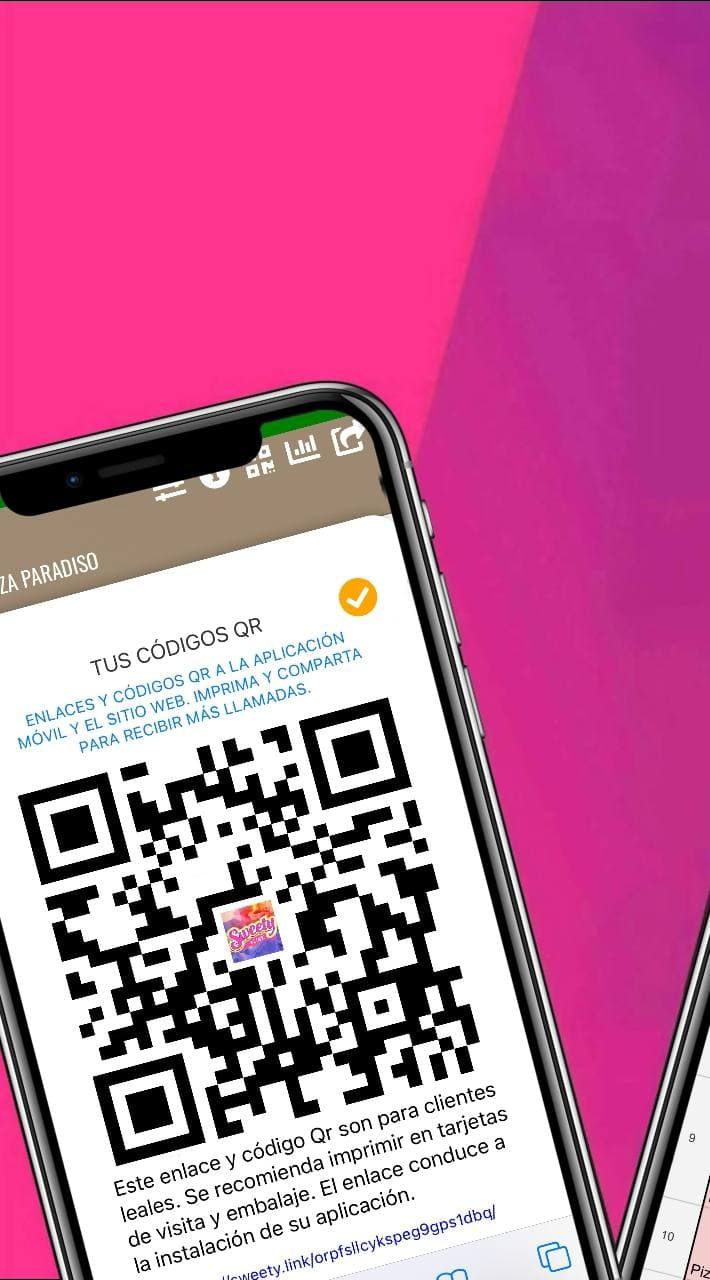 ZA PARADISO
TUS CÓDIGOS QR
ENLACES Y CÓDIGOS QR A LA APLICACIÓN
MÓVIL Y EL SITIO WEB. IMPRIMA Y COMPARTA
PARA RECIBIR MÁS LLAMADAS.
Sweety
Este enlace y código Qr son para clientes
leales. Se recomienda imprimir en tarjetas
de visita y embalaje. El enlace conduce a
la instalación de su aplicación.
//sweety.link/orpfsllcykspeg9gps1dbq/
9
10
Piz